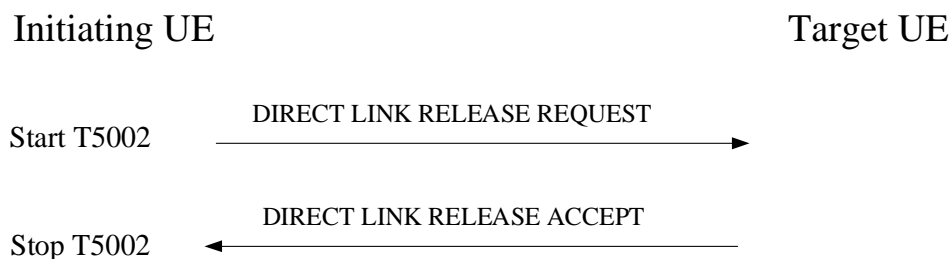 Initiating UE Target UE
DIRECT LINK RELEASE REQUEST
Start T5002
DIRECT LINK RELEASE ACCEPT
Stop T5002